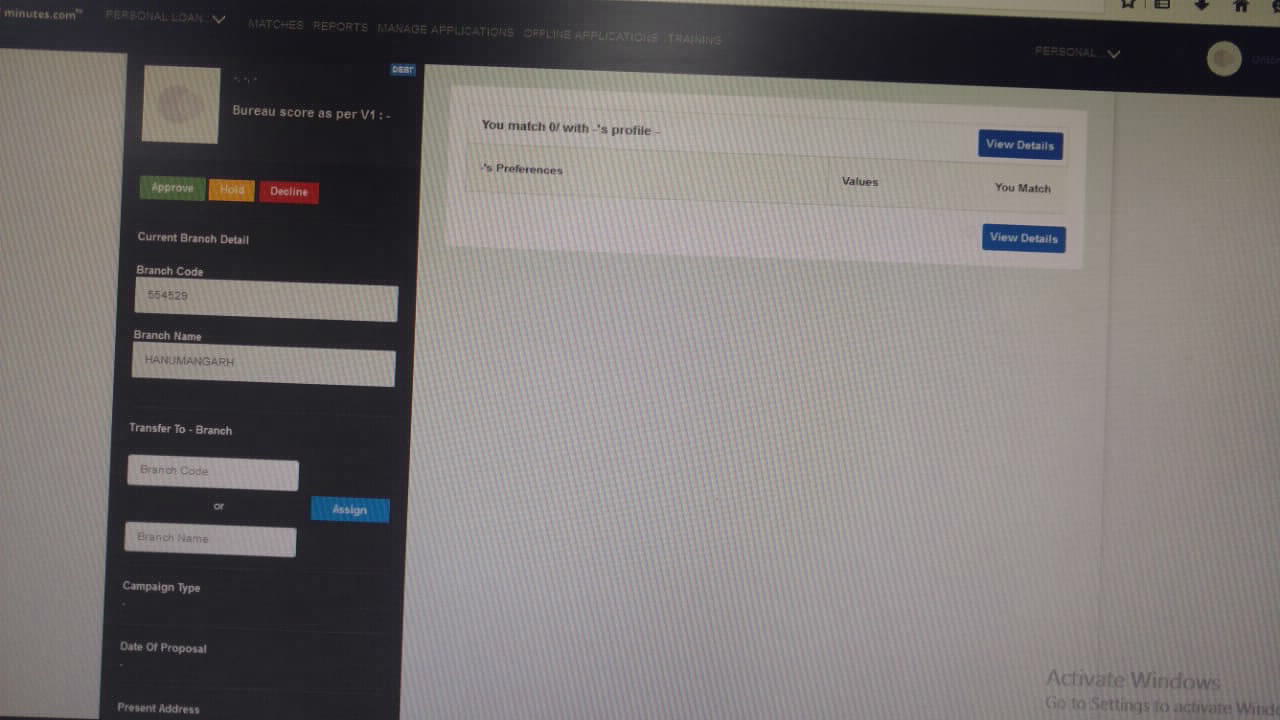 minutes.com
PERSONAL LOAN..
MATCHES REPORTS MANAGE APPLICATIONS OFFLINE APPLICATIONS TRAINING
PERSONAL...
-, -, -
DEBT
Bureau score as per V1 : -
Approve Hold Decline
Current Branch Detail
Branch Code
554529
Branch Name
HANUMANGARH
Transfer To - Branch
Branch Code
or
Assign
Branch Name
Campaign Type
-
Date Of Proposal
-
Present Address
You match 0/ with -'s profile -
View Details
-'s Preferences Values You Match
View Details
Activate Windows
Go to Settings to activate